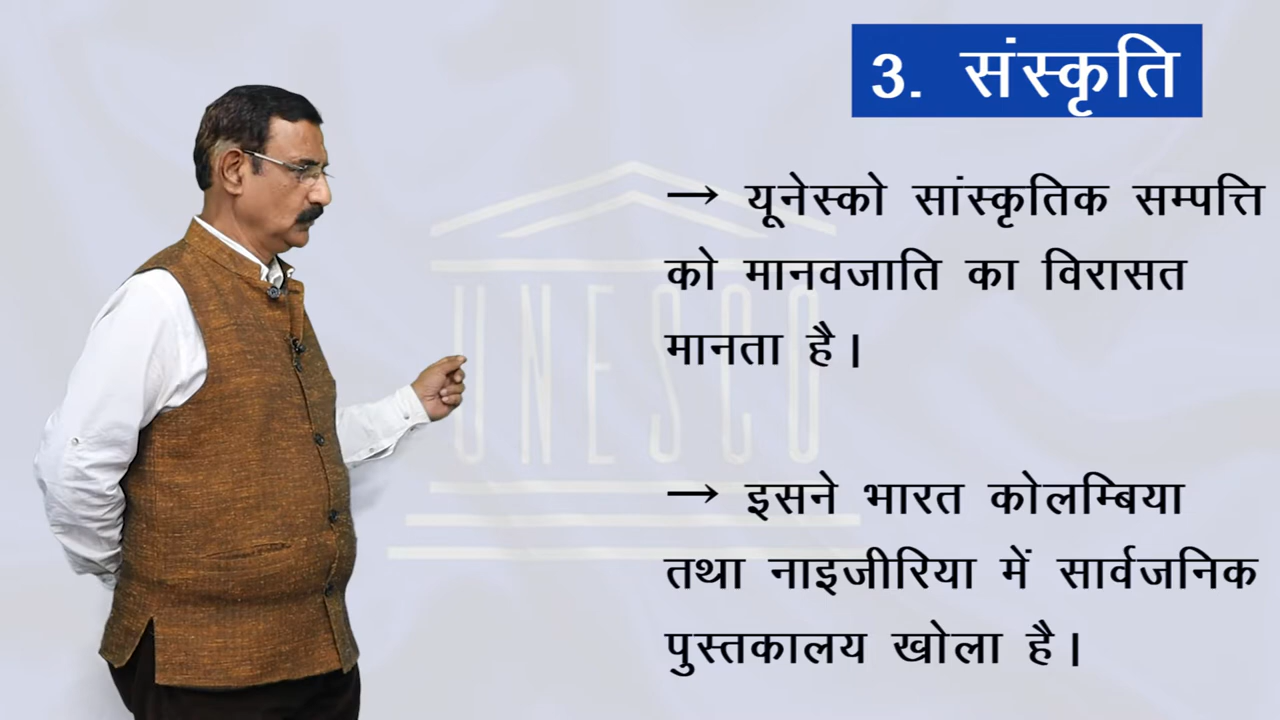 3. संस्कृति
→ यूनेस्को सांस्कृतिक सम्पत्ति
को मानवजाति का विरासत
मानता है।
→ इसने भारत कोलम्बिया
तथा नाइजीरिया में सार्वजनिक
पुस्तकालय खोला है।
UNESCO